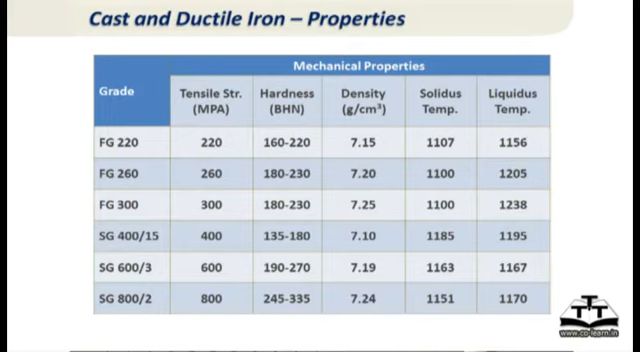 Cast and Ductile Iron – Properties
Grade
Mechanical Properties
Tensile Str. (MPA) Hardness (BHN) Density (g/cm³) Solidus Temp. Liquidus Temp.
FG 220 220 160-220 7.15 1107 1156
FG 260 260 180-230 7.20 1100 1205
FG 300 300 180-230 7.25 1100 1238
SG 400/15 400 135-180 7.10 1185 1195
SG 600/3 600 190-270 7.19 1163 1167
SG 800/2 800 245-335 7.24 1151 1170
TTT
www.co-learn.in